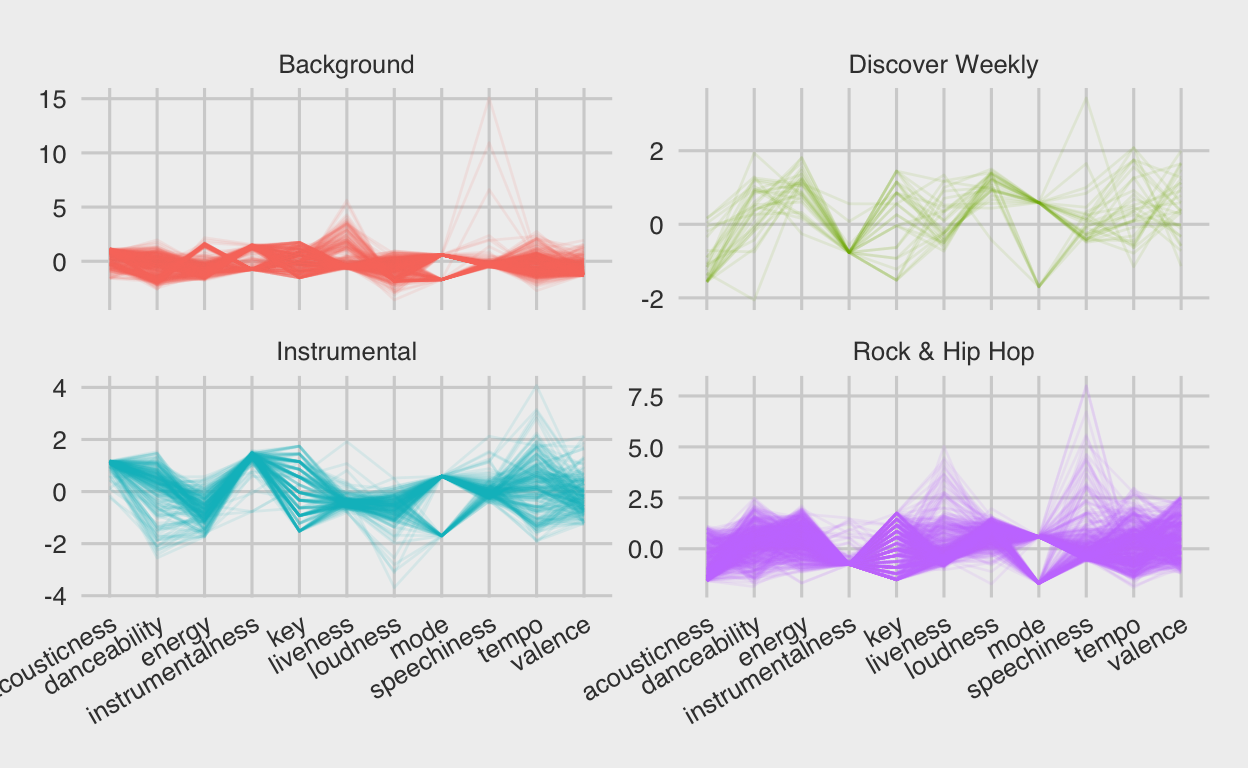 Background
Discover Weekly
15
10
5
0
2
0
-2
Instrumental
Rock & Hip Hop
4
2
0
-2
-4
7.5
5.0
2.5
0.0
cousticness
danceability
energy
instrumentalness
key
liveness
loudness
mode
speechiness
tempo
valence
acousticness
danceability
energy
instrumentalness
key
liveness
loudness
mode
speechiness
tempo
valence